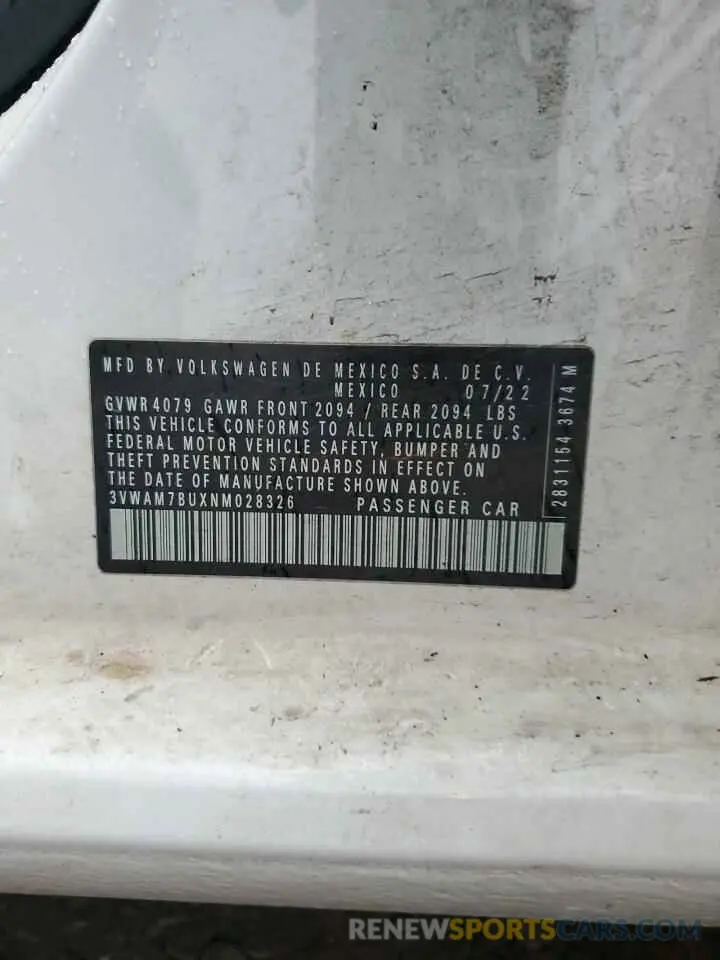 MFD BY VOLKSWAGEN DE MEXICO S.A. DE C.V.
MEXICO 07/22
GVWR 4079 GAWR FRONT 2094 / REAR 2094 LBS
THIS VEHICLE CONFORMS TO ALL APPLICABLE U.S.
FEDERAL MOTOR VEHICLE SAFETY, BUMPER AND
THEFT PREVENTION STANDARDS IN EFFECT ON
THE DATE OF MANUFACTURE SHOWN ABOVE.
3VWAM7BUXNM028326 PASSENGER CAR
2831154 3674 M
RENEWSPORTSCARS.COM